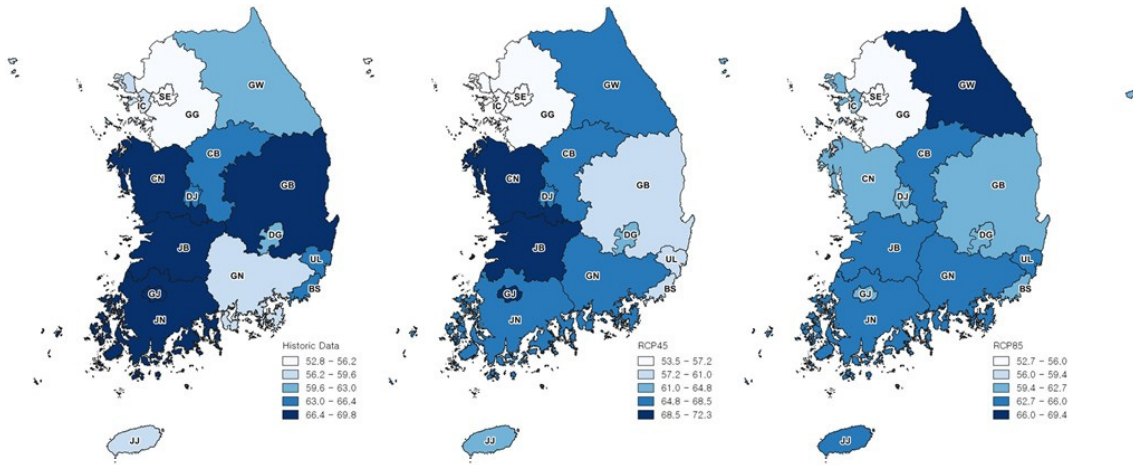 GW
SE
IC
GG
CB
CN
GB
DJ
DG
JB
UL
GN
BS
GJ
JN
JJ
Historic Data
52.8 - 56.2
56.2 - 59.6
59.6 - 63.0
63.0 - 66.4
66.4 - 69.8
GW
SE
IC
GG
CB
CN
GB
DJ
DG
JB
UL
GN
BS
GJ
JN
JJ
RCP45
53.5 - 57.2
57.2 - 61.0
61.0 - 64.8
64.8 - 68.5
68.5 - 72.3
GW
SE
IC
GG
CB
CN
GB
DJ
DG
JB
UL
GN
BS
GJ
JN
JJ
RCP85
52.7 - 56.0
56.0 - 59.4
59.4 - 62.7
62.7 - 66.0
66.0 - 69.4